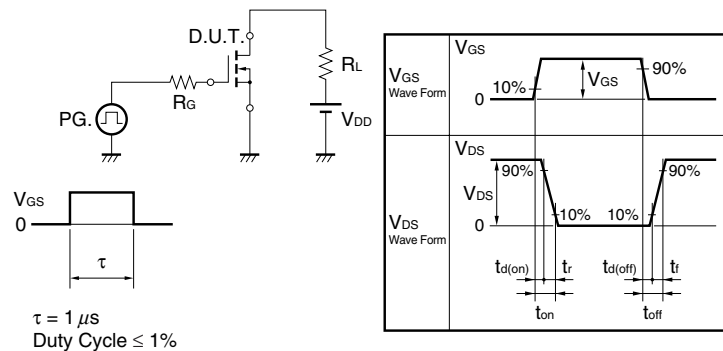 D.U.T.
RL
RG
PG.
VDD
VGS
0
τ
τ = 1 μs
Duty Cycle ≤ 1%
VGS
Wave Form
VGS
10%
0
VGS
90%
VDS
Wave Form
VDS
90%
VDS
0
10%
10%
90%
td(on)
tr
td(off)
tf
ton
toff